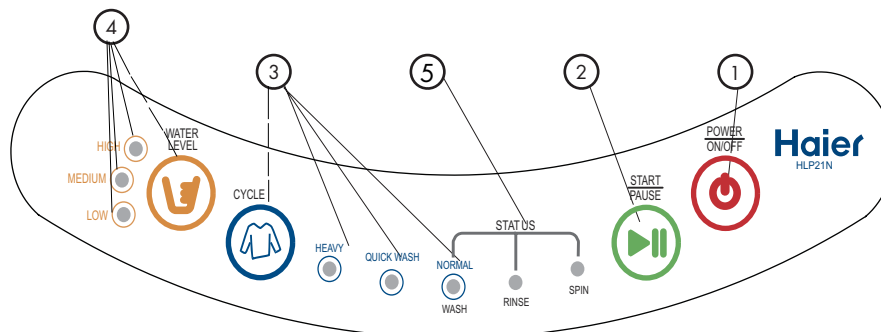 4
3
5
2
1
HIGH
MEDIUM
LOW
WATER
LEVEL
CYCLE
HEAVY
QUICK WASH
NORMAL
WASH
STATUS
RINSE
SPIN
START
PAUSE
POWER
ON/OFF
Haier
HLP21N